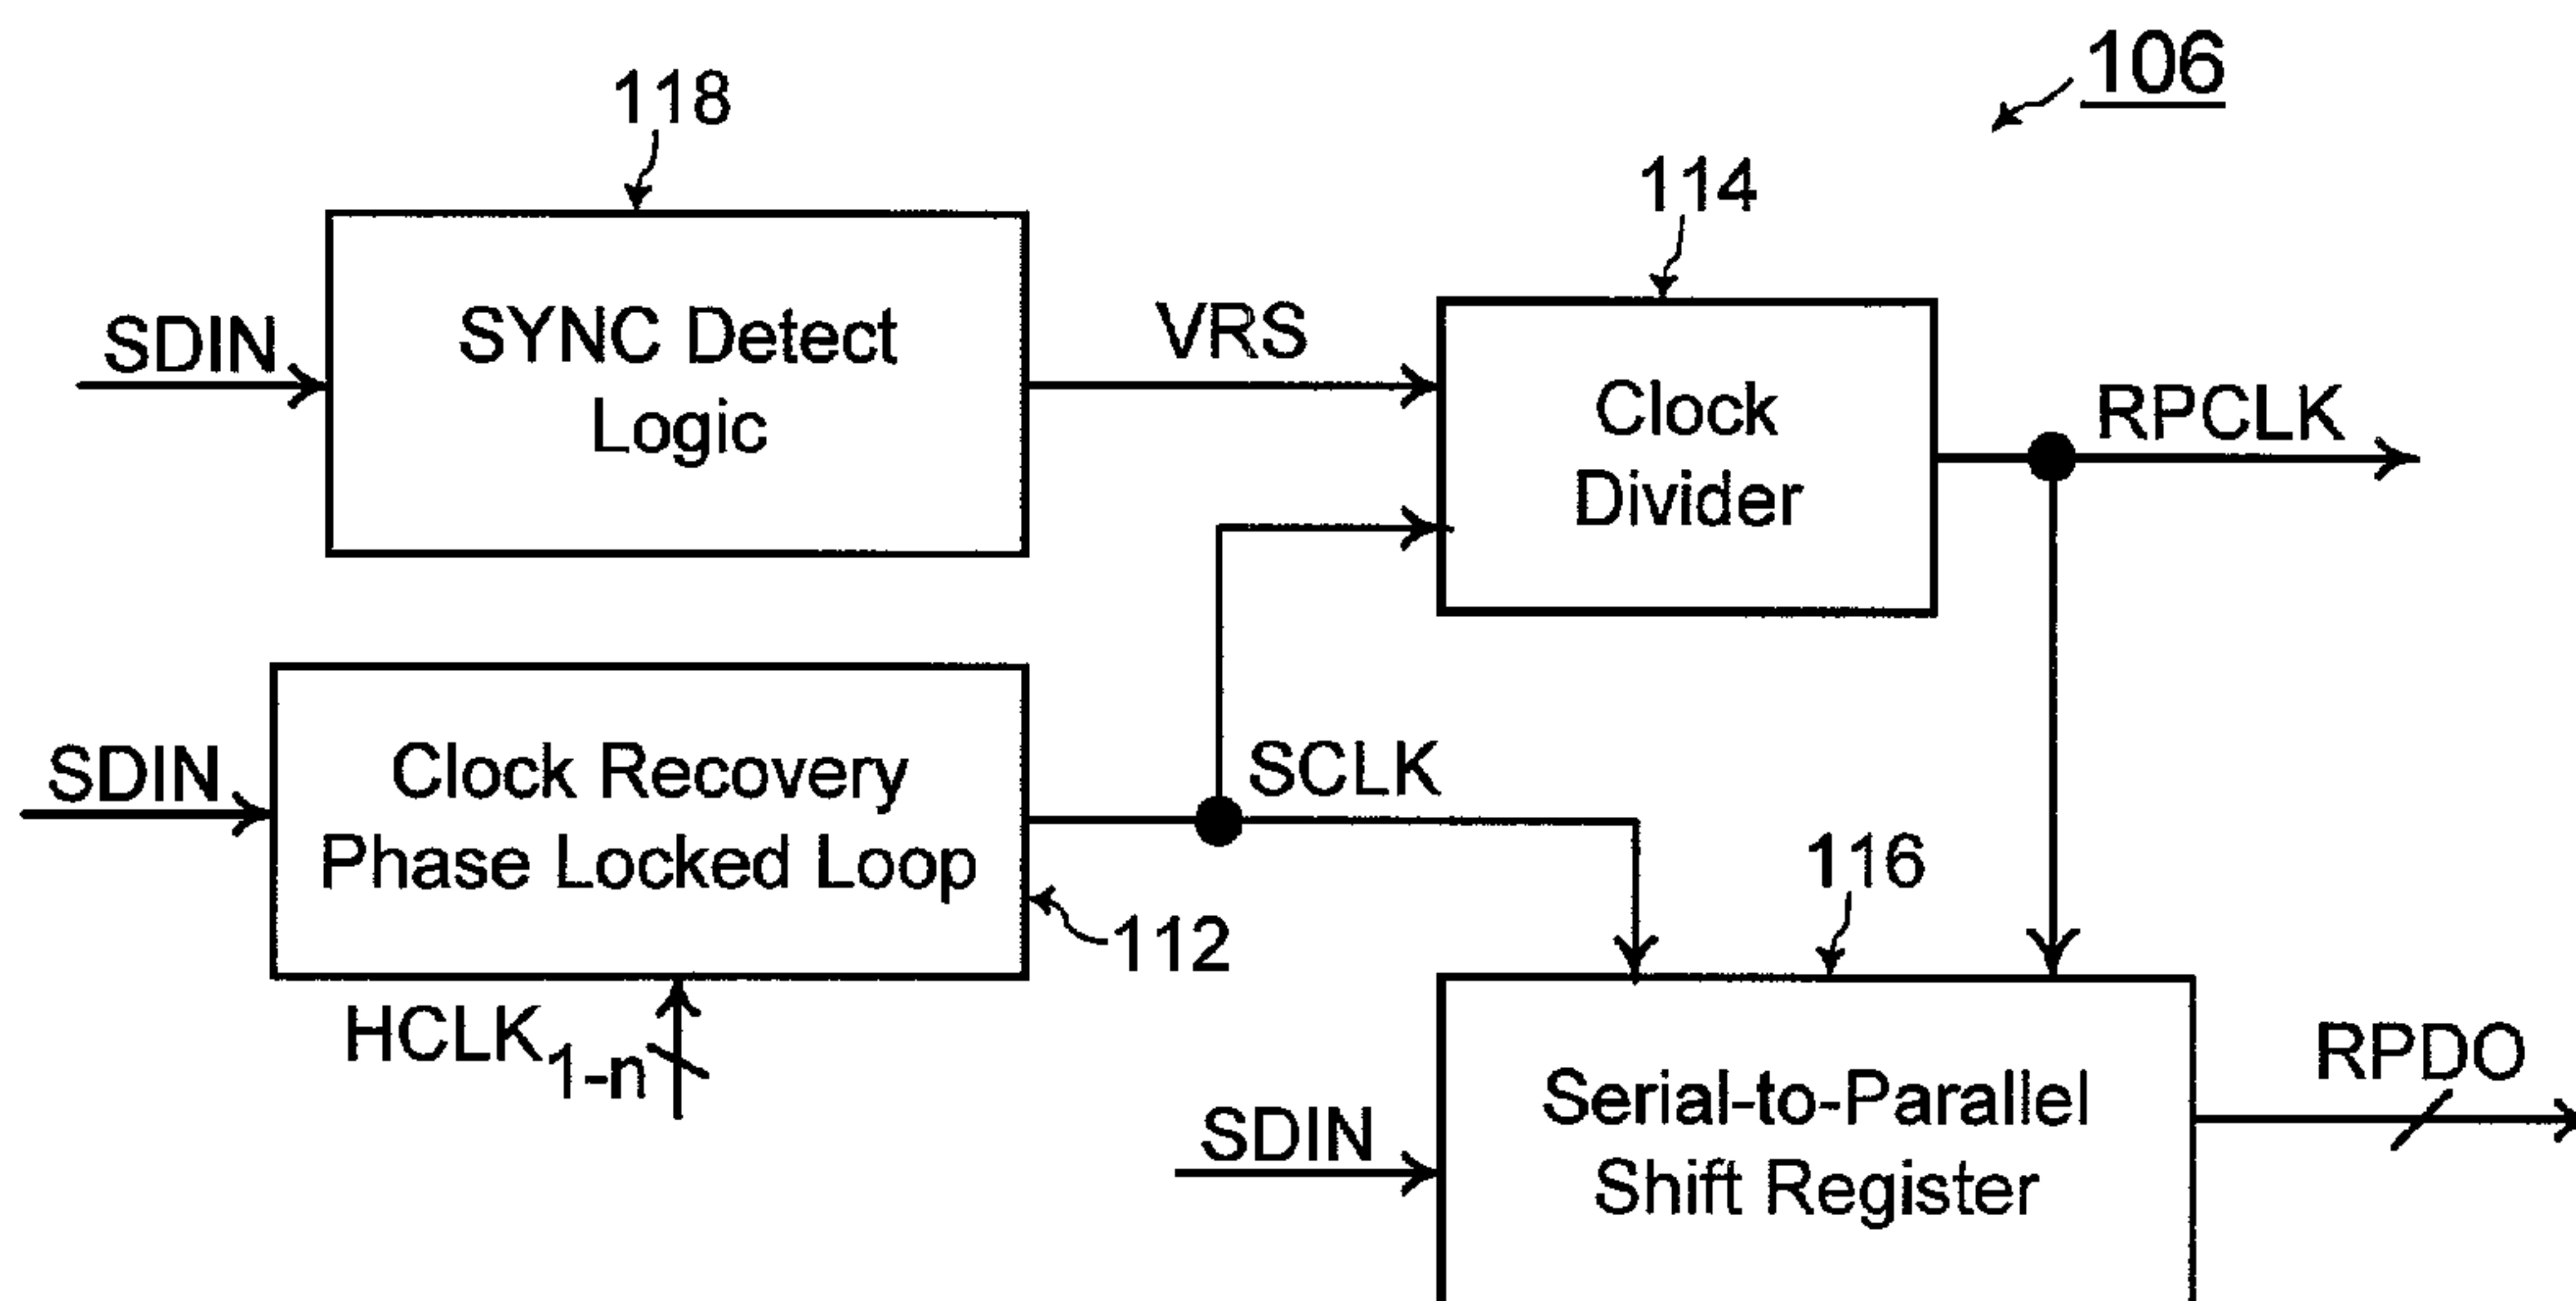 106
118
114
SDIN
SYNC Detect
Logic
VRS
Clock
Divider
RPCLK
SDIN
Clock Recovery
Phase Locked Loop
SCLK
112
116
HCLK1-n
SDIN
Serial-to-Parallel
Shift Register
RPDO